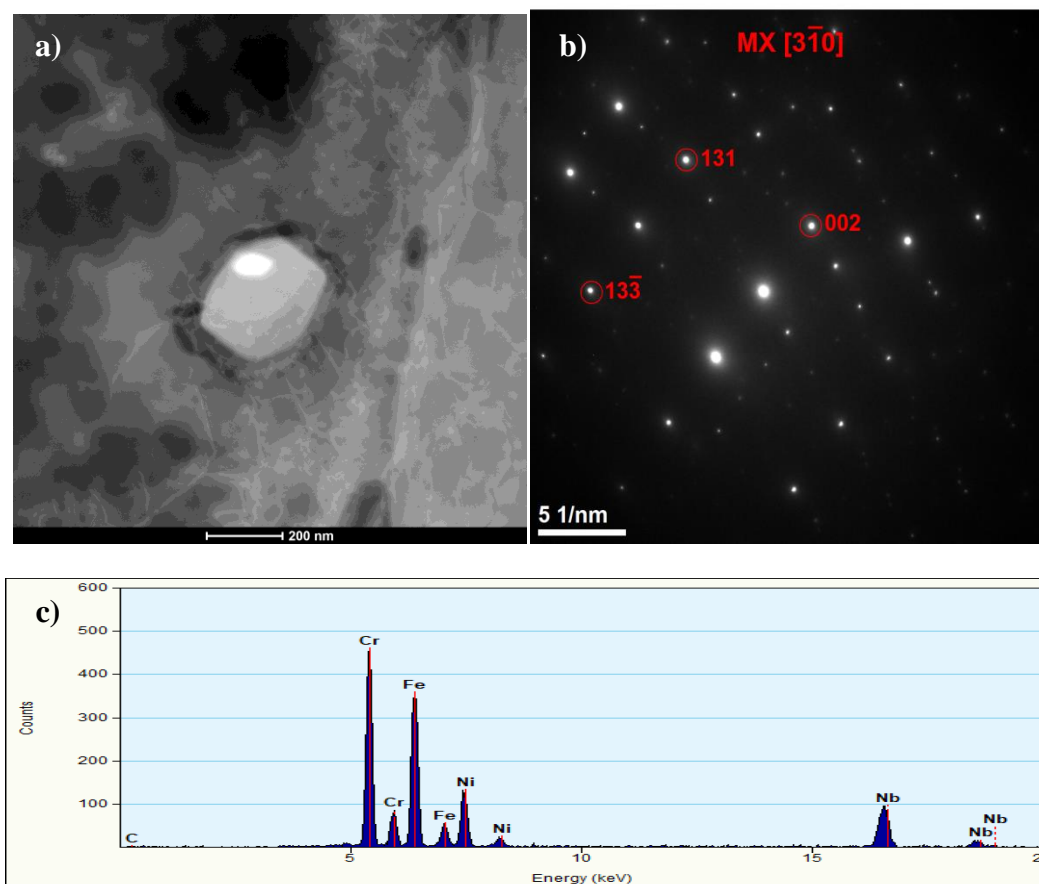 a)
200 nm
b)
MX [31̄0]
131
002
133̄
5 1/nm
c)
600
500
400
300
200
100
Counts
C
Cr
Cr
Fe
Fe
Ni
Ni
Nb
Nb
Nb
5
10
15
20
Energy (keV)